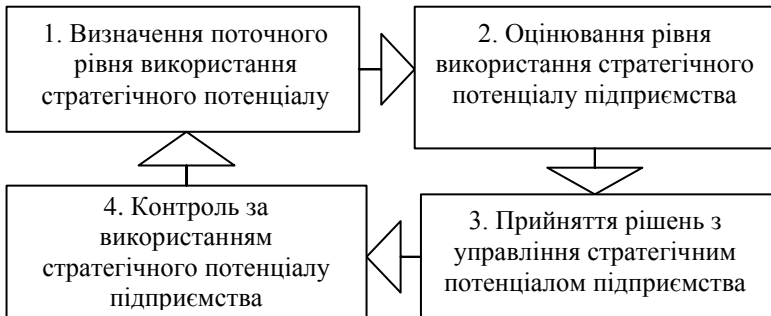 1. Визначення поточного
рівня використання
стратегічного потенціалу
2. Оцінювання рівня
використання стратегічного
потенціалу підприємства
3. Прийняття рішень з
управління стратегічним
потенціалом підприємства
4. Контроль за
використанням
стратегічного потенціалу
підприємства